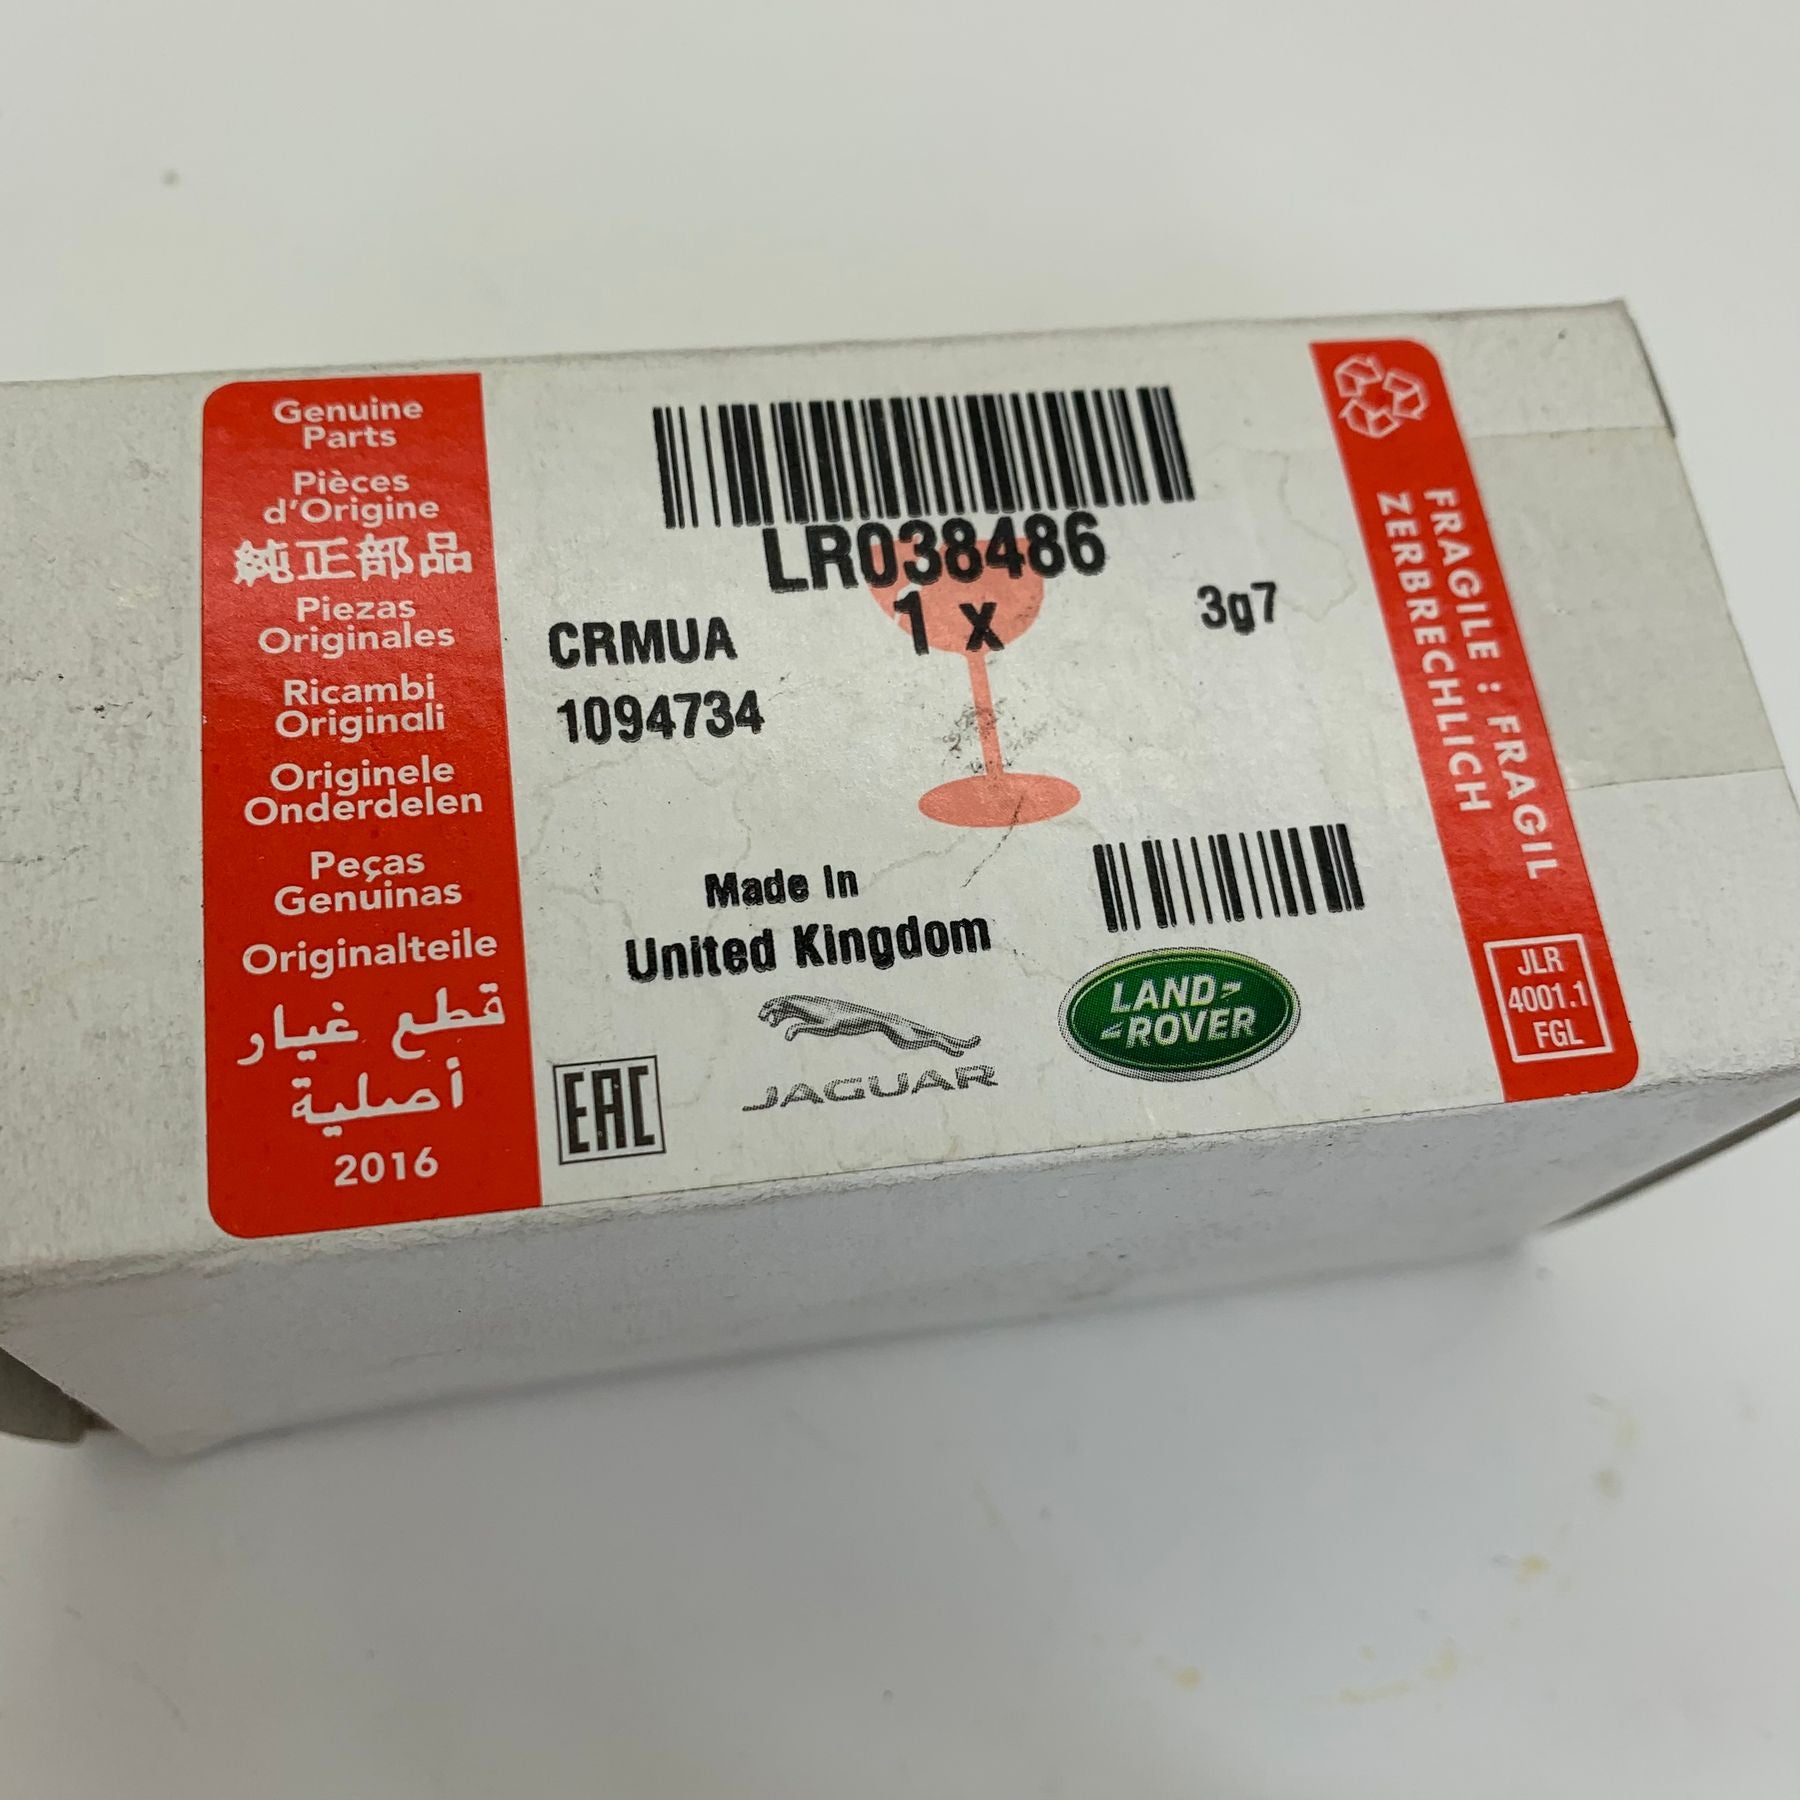 Genuine
Parts
Pièces
d'Origine
純正部品
Piezas
Originales
Ricambi
Originali
Originele
Onderdelen
Peças
Genuinas
Originalteile
قطع غيار
أصلية
2016
LR038486
1 x
3g7
CRMUA
1094734
Made In
United Kingdom
EAC
JAGUAR
LAND
ROVER
FRAGILE : FRAGIL
ZERBRECHLICH
JLR
4001.1
FGL